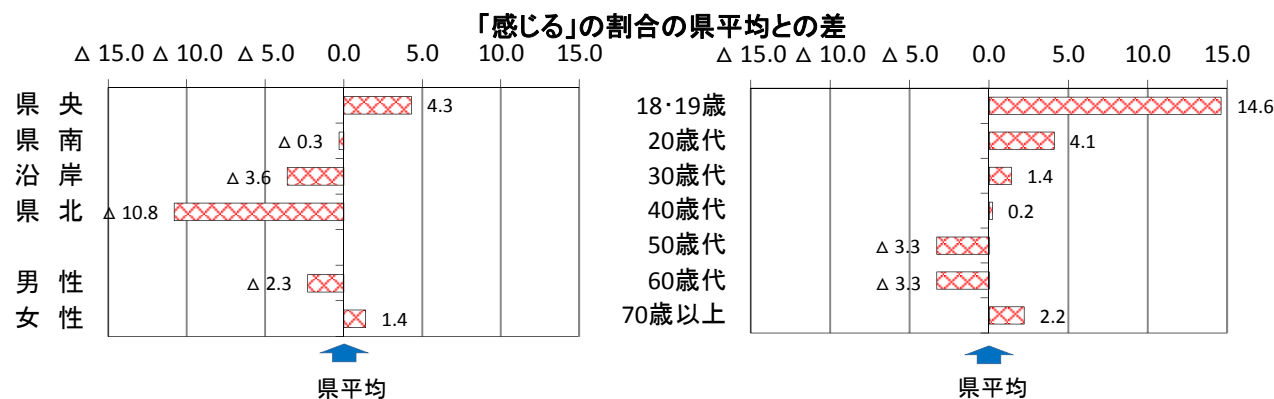 「感じる」の割合の県平均との差
Δ 15.0 Δ 10.0 Δ 5.0 0.0 5.0 10.0 15.0
県 央 4.3
県 南 Δ 0.3
沿 岸 Δ 3.6
県 北 Δ 10.8
男 性 Δ 2.3
女 性 1.4
県平均
Δ 15.0 Δ 10.0 Δ 5.0 0.0 5.0 10.0 15.0
18・19歳 14.6
20歳代 4.1
30歳代 1.4
40歳代 0.2
50歳代 Δ 3.3
60歳代 Δ 3.3
70歳以上 2.2
県平均